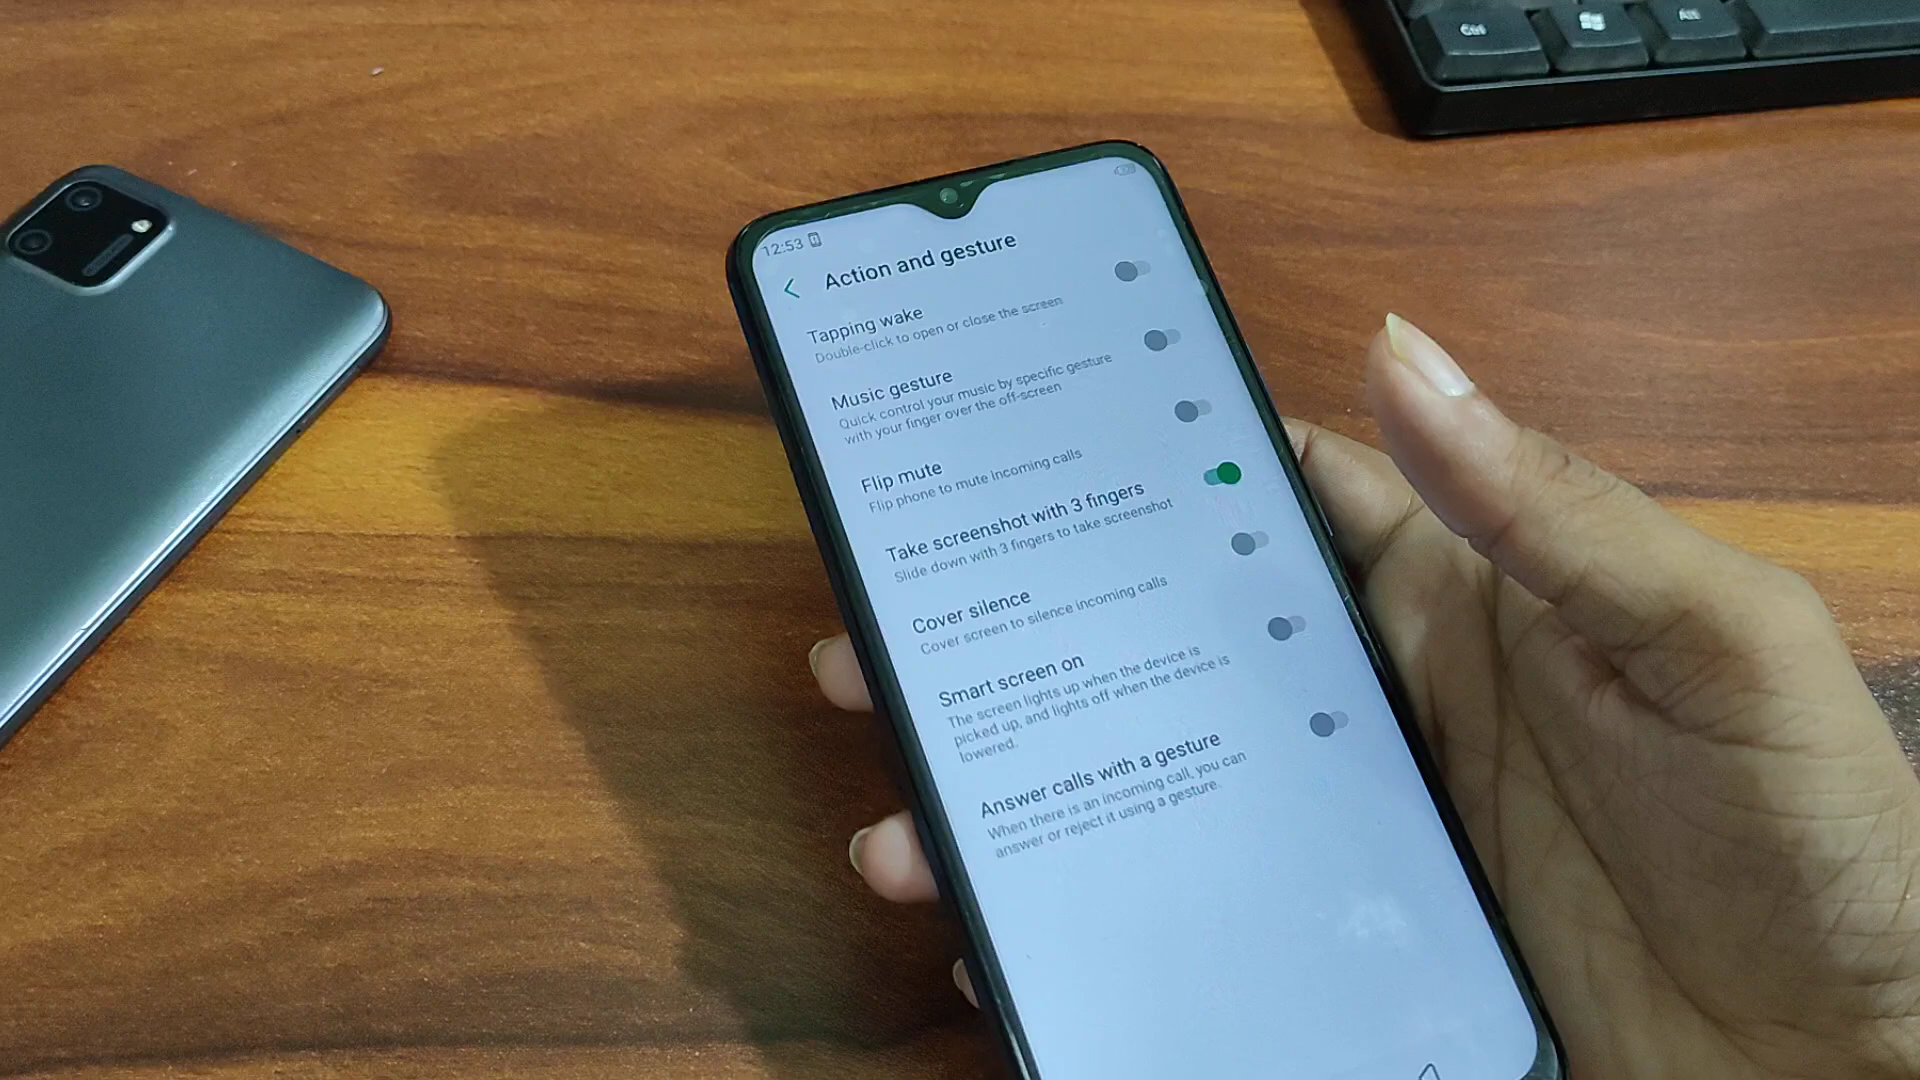 Ctrl
Alt
12:53
Action and gesture
Tapping wake
Double-click to open or close the screen
Music gesture
Quick control your music by specific gesture
with your finger over the off-screen
Flip mute
Flip phone to mute incoming calls
Take screenshot with 3 fingers
Slide down with 3 fingers to take screenshot
Cover silence
Cover screen to silence incoming calls
Smart screen on
The screen lights up when the device is
picked up, and lights off when the device is
lowered.
Answer calls with a gesture
When there is an incoming call, you can
answer or reject it using a gesture.